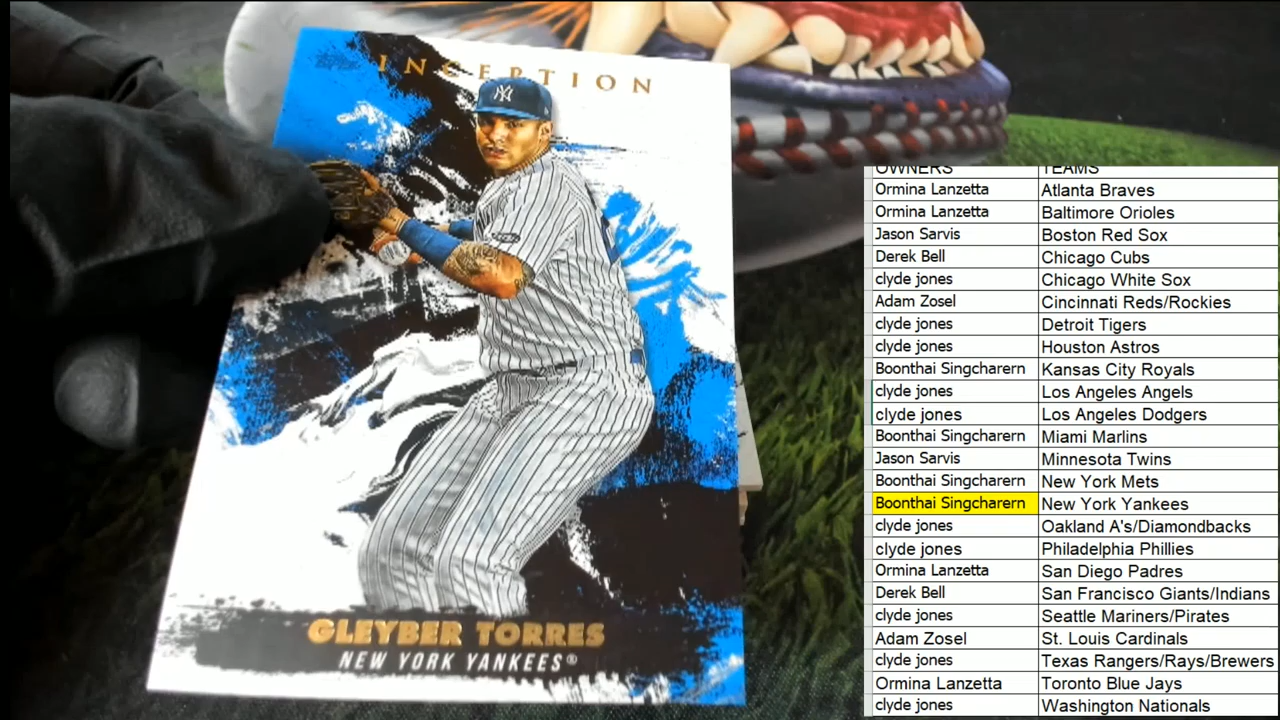 INCEPTION
NY
GLEYBER TORRES
NEW YORK YANKEES®
OWNERS TEAMS
Ormina Lanzetta Atlanta Braves
Ormina Lanzetta Baltimore Orioles
Jason Sarvis Boston Red Sox
Derek Bell Chicago Cubs
clyde jones Chicago White Sox
Adam Zosel Cincinnati Reds/Rockies
clyde jones Detroit Tigers
clyde jones Houston Astros
Boonthai Singcharern Kansas City Royals
clyde jones Los Angeles Angels
clyde jones Los Angeles Dodgers
Boonthai Singcharern Miami Marlins
Jason Sarvis Minnesota Twins
Boonthai Singcharern New York Mets
Boonthai Singcharern New York Yankees
clyde jones Oakland A's/Diamondbacks
clyde jones Philadelphia Phillies
Ormina Lanzetta San Diego Padres
Derek Bell San Francisco Giants/Indians
clyde jones Seattle Mariners/Pirates
Adam Zosel St. Louis Cardinals
clyde jones Texas Rangers/Rays/Brewers
Ormina Lanzetta Toronto Blue Jays
clyde jones Washington Nationals